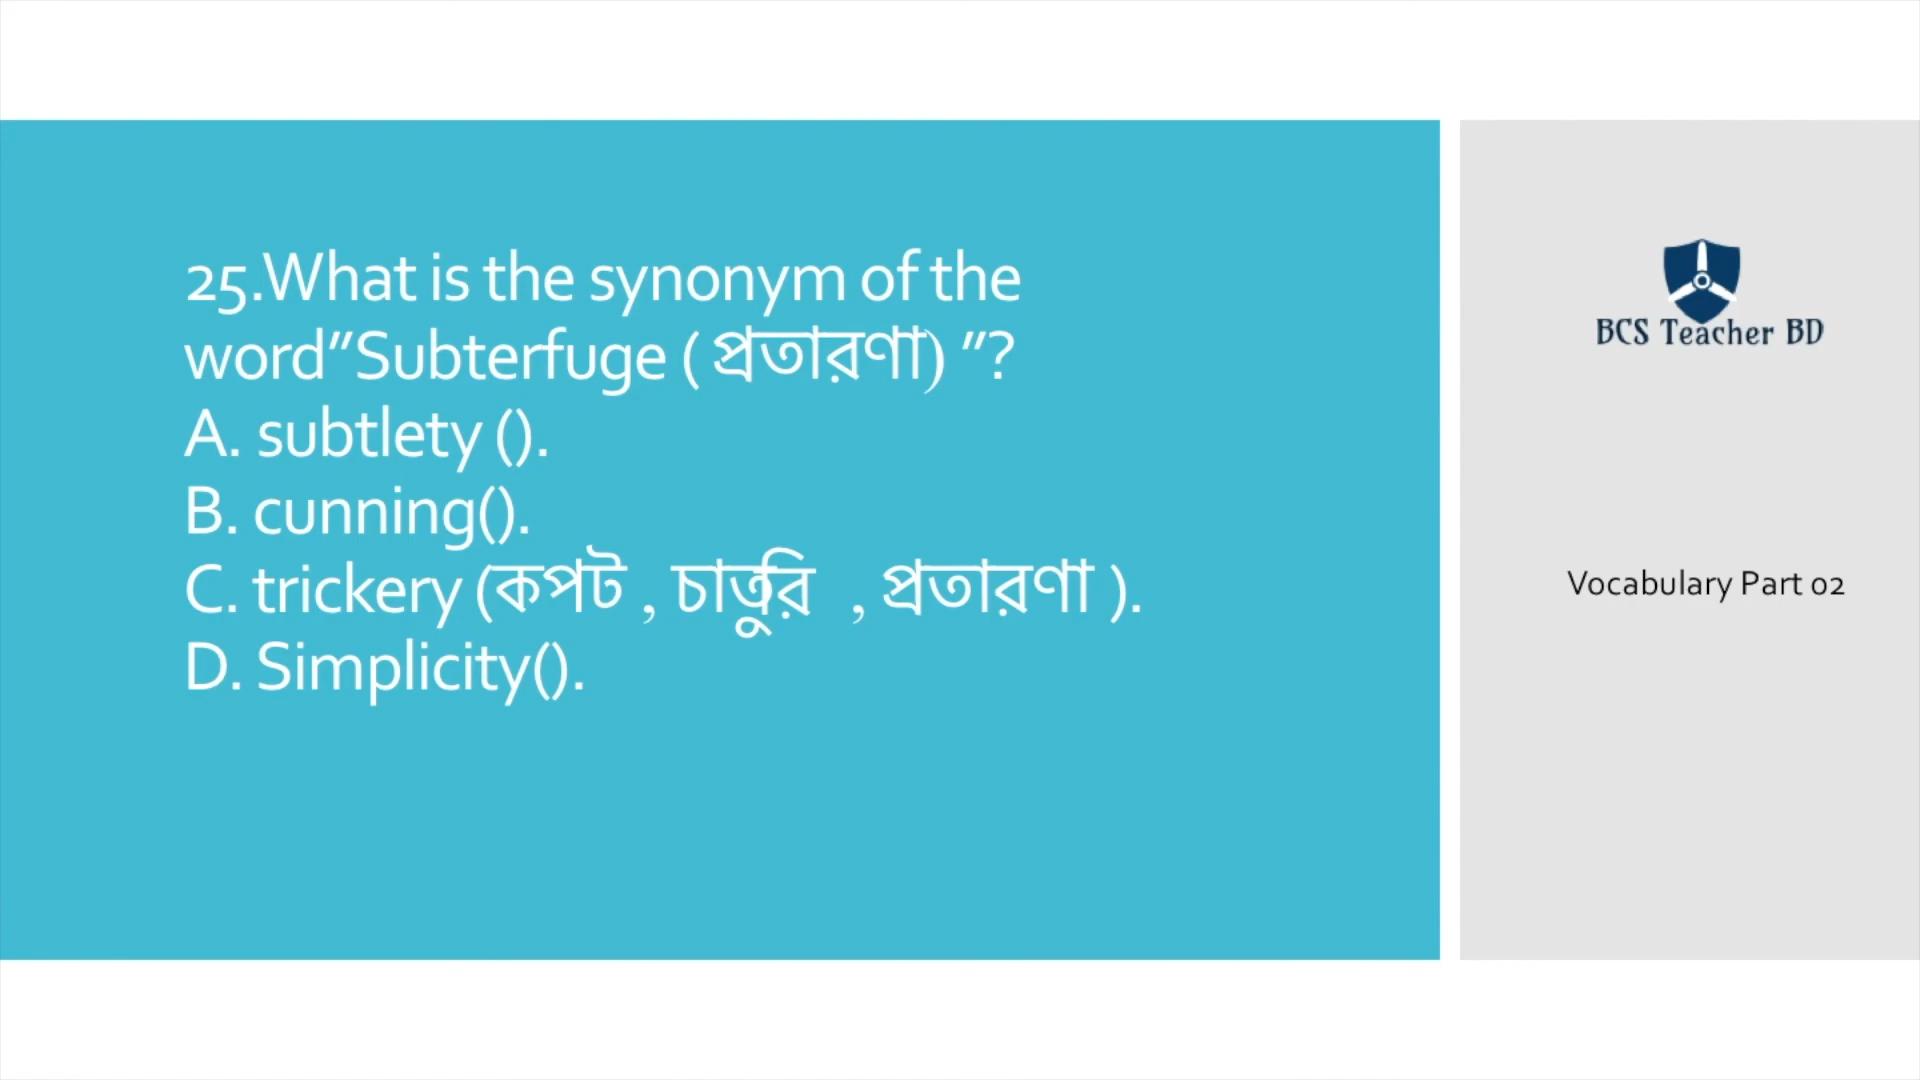 25.What is the synonym of the
word”Subterfuge ( প্রতারণা) ”?
A. subtlety ().
B. cunning().
C. trickery (কপট , চাতুরি , প্রতারণা ).
D. Simplicity().
BCS Teacher BD
Vocabulary Part 02